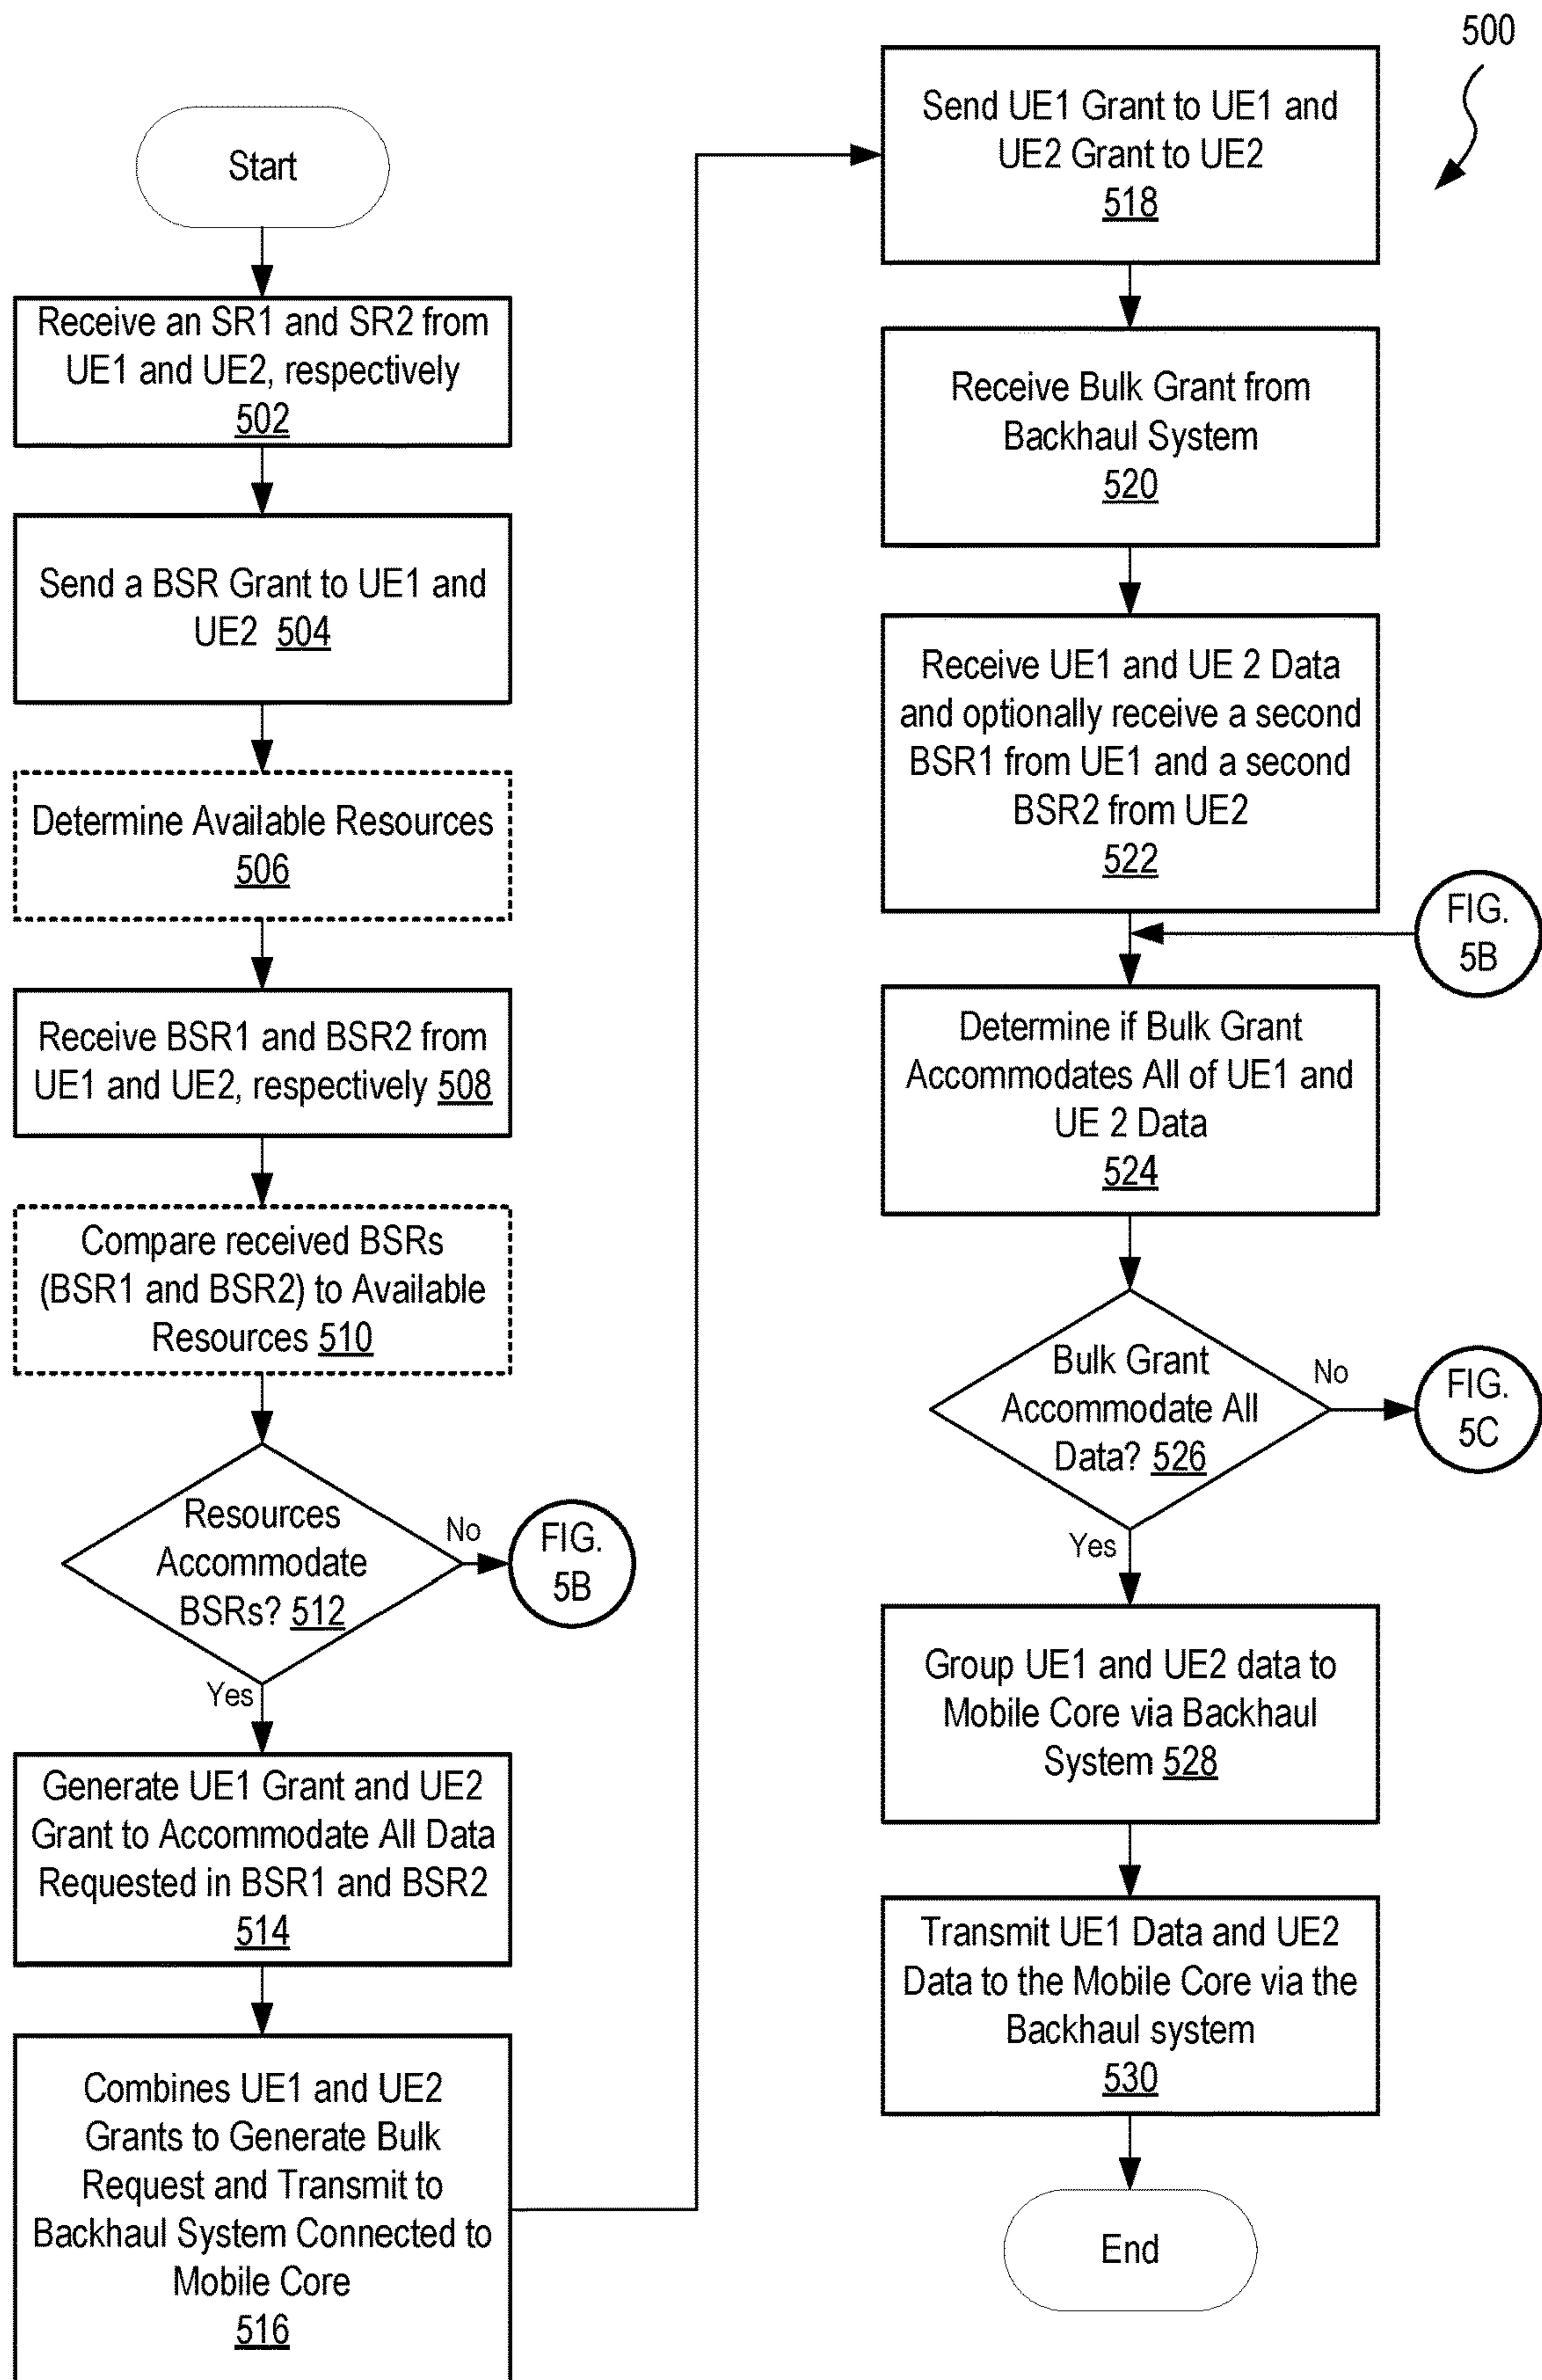 Start
Receive an SR1 and SR2 from
UE1 and UE2, respectively
502
Send a BSR Grant to UE1 and
UE2 504
Determine Available Resources
506
Receive BSR1 and BSR2 from
UE1 and UE2, respectively 508
Compare received BSRs
(BSR1 and BSR2) to Available
Resources 510
Resources
Accommodate
BSRs? 512
No
FIG.
5B
Yes
Generate UE1 Grant and UE2
Grant to Accommodate All Data
Requested in BSR1 and BSR2
514
Combines UE1 and UE2
Grants to Generate Bulk
Request and Transmit to
Backhaul System Connected to
Mobile Core
516
500
Send UE1 Grant to UE1 and
UE2 Grant to UE2
518
Receive Bulk Grant from
Backhaul System
520
Receive UE1 and UE 2 Data
and optionally receive a second
BSR1 from UE1 and a second
BSR2 from UE2
522
FIG.
5B
Determine if Bulk Grant
Accommodates All of UE1 and
UE 2 Data
524
Bulk Grant
Accommodate All
Data? 526
No
FIG.
5C
Yes
Group UE1 and UE2 data to
Mobile Core via Backhaul
System 528
Transmit UE1 Data and UE2
Data to the Mobile Core via the
Backhaul system
530
End